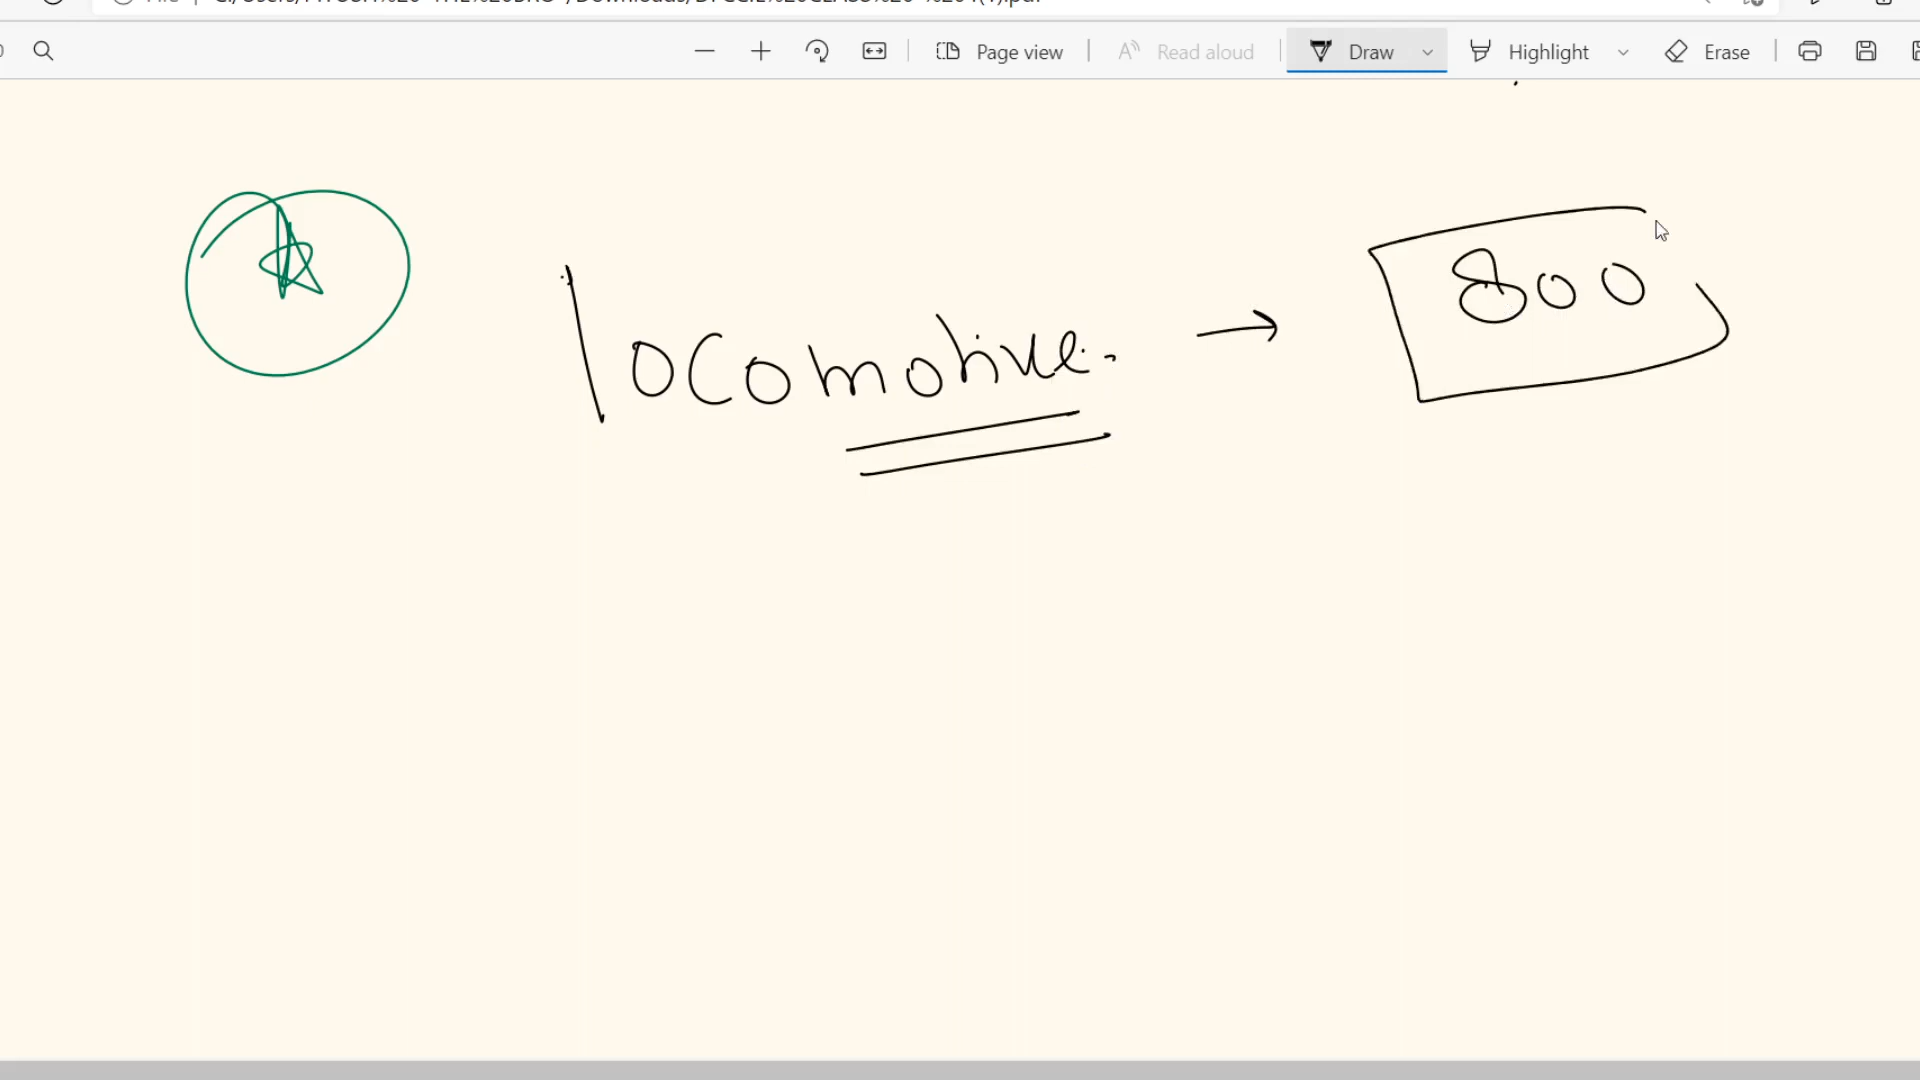 Page view
Read aloud
Draw
Highlight
Erase
locomotive. → 800